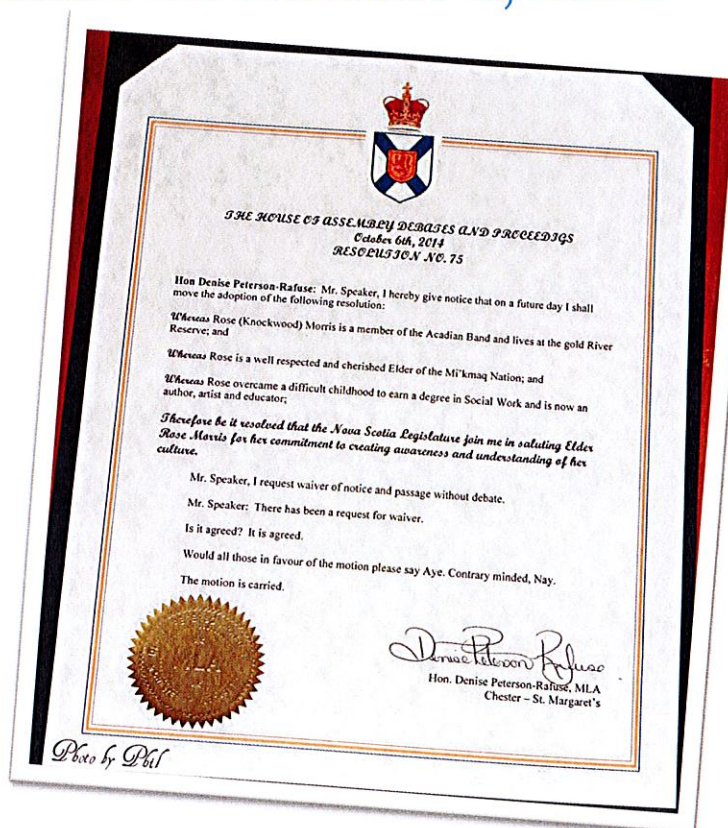 THE HOUSE OF ASSEMBLY DEBATES AND PROCEEDIGS
October 6th, 2014
RESOLUTION NO. 75
Hon Denise Peterson-Rafuse: Mr. Speaker, I hereby give notice that on a future day I shall
move the adoption of the following resolution:
Whereas Rose (Knockwood) Morris is a member of the Acadian Band and lives at the gold River
Reserve; and
Whereas Rose is a well respected and cherished Elder of the Mi'kmaq Nation; and
Whereas Rose overcame a difficult childhood to earn a degree in Social Work and is now an
author, artist and educator;
Therefore be it resolved that the Nova Scotia Legislature join me in saluting Elder
Rose Morris for her commitment to creating awareness and understanding of her
culture.
Mr. Speaker, I request waiver of notice and passage without debate.
Mr. Speaker: There has been a request for waiver.
Is it agreed? It is agreed.
Would all those in favour of the motion please say Aye. Contrary minded, Nay.
The motion is carried.
Denise Peterson Rafuse
Hon. Denise Peterson-Rafuse, MLA
Chester – St. Margaret's
Photo by Phil